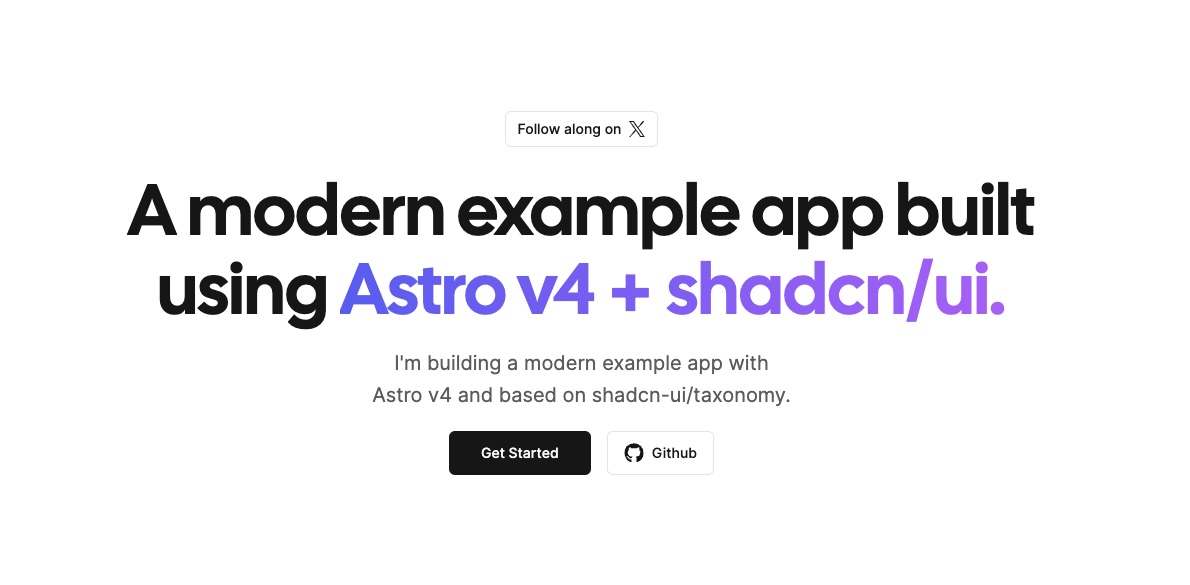 Follow along on X
A modern example app built
using Astro v4 + shadcn/ui.
I'm building a modern example app with
Astro v4 and based on shadcn-ui/taxonomy.
Get Started
Github